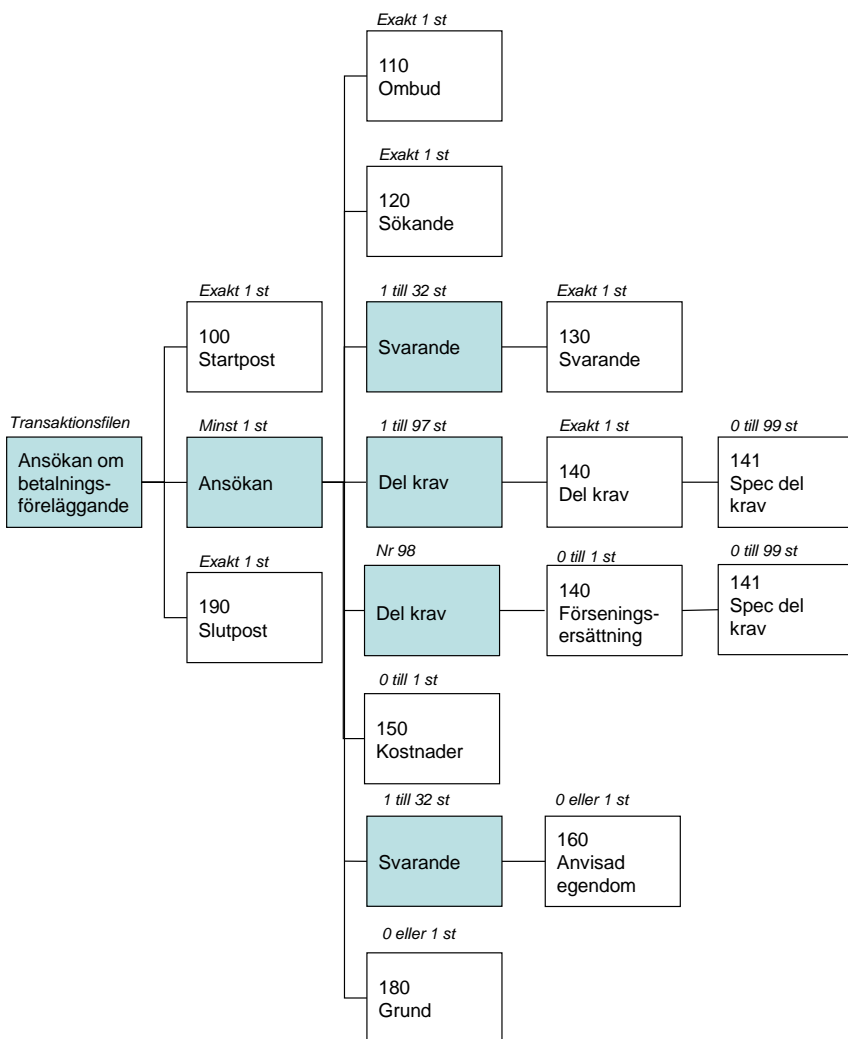 Exakt 1 st
110
Ombud
Exakt 1 st
120
Sökande
Exakt 1 st
100
Startpost
1 till 32 st
Svarande
Exakt 1 st
130
Svarande
Transaktionsfilen
Ansökan om
betalnings-
föreläggande
Minst 1 st
Ansökan
1 till 97 st
Del krav
Exakt 1 st
140
Del krav
0 till 99 st
141
Spec del
krav
Exakt 1 st
190
Slutpost
Nr 98
Del krav
0 till 1 st
140
Försenings-
ersättning
0 till 99 st
141
Spec del
krav
0 till 1 st
150
Kostnader
1 till 32 st
Svarande
0 eller 1 st
160
Anvisad
egendom
0 eller 1 st
180
Grund